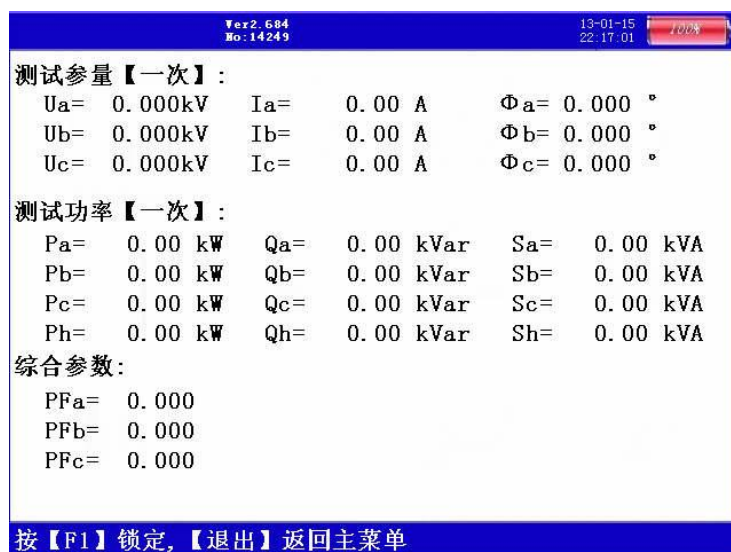 Ver2.684
No:14249
13-01-15
22:17:01
100%
测试参量【一次】:
Ua= 0.000kV Ia= 0.00 A Φa= 0.000 °
Ub= 0.000kV Ib= 0.00 A Φb= 0.000 °
Uc= 0.000kV Ic= 0.00 A Φc= 0.000 °
测试功率【一次】:
Pa= 0.00 kW Qa= 0.00 kVar Sa= 0.00 kVA
Pb= 0.00 kW Qb= 0.00 kVar Sb= 0.00 kVA
Pc= 0.00 kW Qc= 0.00 kVar Sc= 0.00 kVA
Ph= 0.00 kW Qh= 0.00 kVar Sh= 0.00 kVA
综合参数:
PFa= 0.000
PFb= 0.000
PFc= 0.000
按【F1】锁定,【退出】返回主菜单